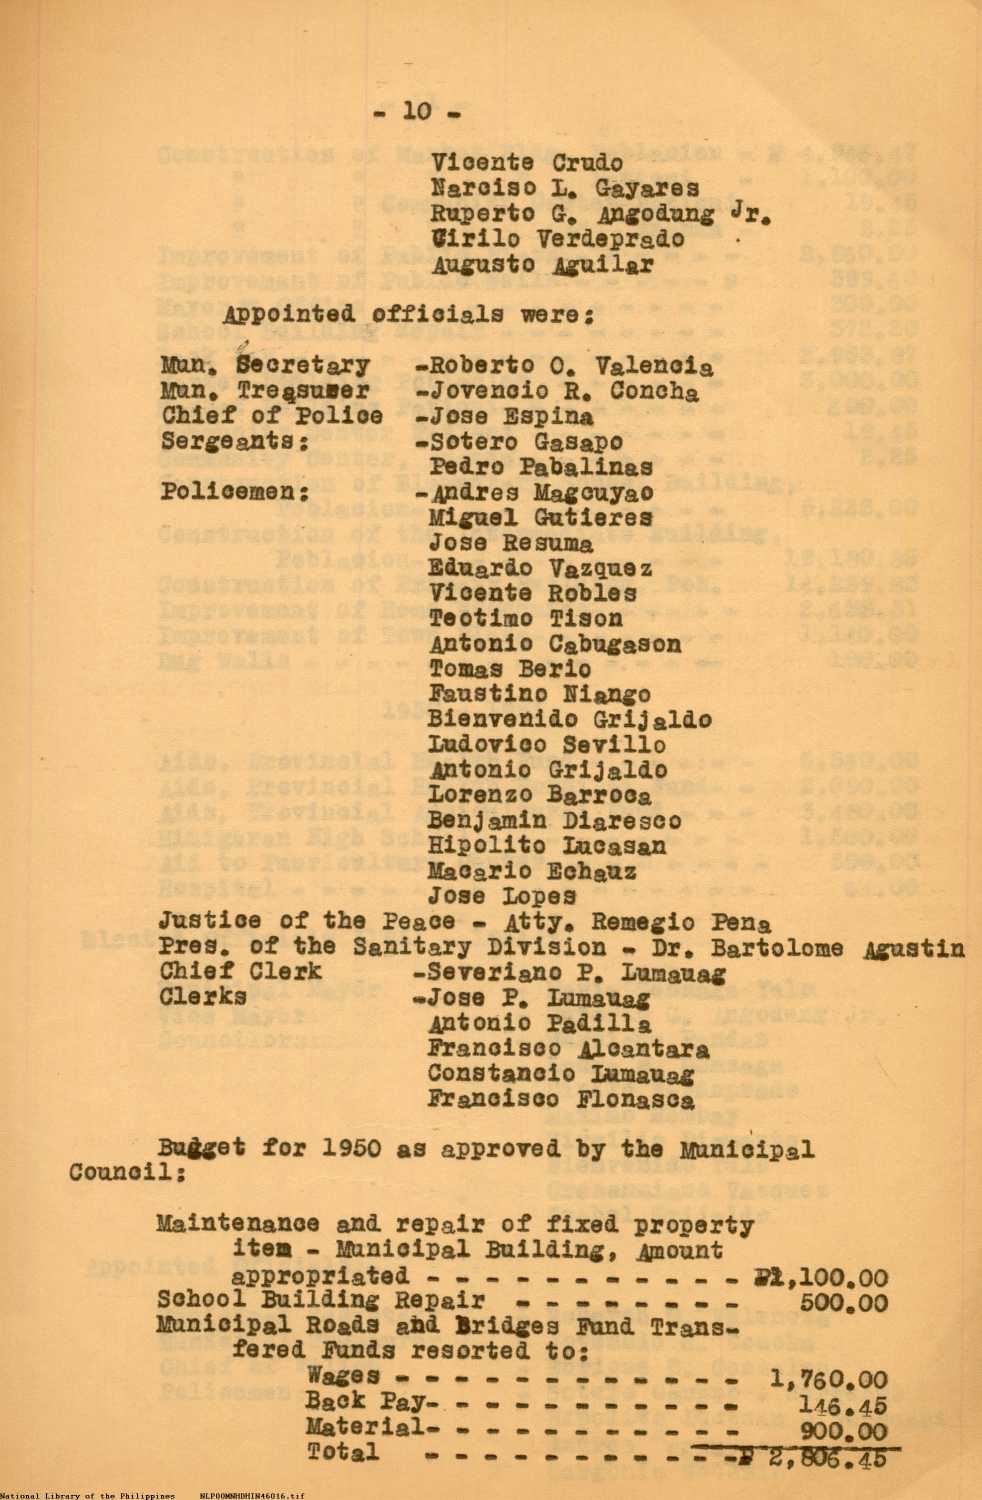 - 10 -
Vicente Crudo
Narciso L. Gayares
Ruperto G. Angodung Jr.
Cirilo Verdeprado
Augusto Aguilar
Appointed officials were:
Mun. Secretary -Roberto O. Valencia
Mun. Treasurer -Jovencio R. Concha
Chief of Police -Jose Espina
Sergeants: -Sotero Gasapo
Pedro Pabalinas
Policemen: -Andres Magcuyao
Miguel Gutieres
Jose Resuma
Eduardo Vazquez
Vicente Robles
Teotimo Tison
Antonio Cabugason
Tomas Berio
Faustino Niango
Bienvenido Grijaldo
Ludovico Sevillo
Antonio Grijaldo
Lorenzo Barroca
Benjamin Diaresco
Hipolito Lucasan
Macario Echauz
Jose Lopes
Justice of the Peace - Atty. Remegio Pena
Pres. of the Sanitary Division - Dr. Bartolome Agustin
Chief Clerk -Severiano P. Lumauag
Clerks -Jose P. Lumauag
Antonio Padilla
Francisco Alcantara
Constancio Lumauag
Francisco Flonasca
Budget for 1950 as approved by the Municipal
Council:
Maintenance and repair of fixed property
item - Municipal Building, Amount
appropriated - - - - - - - - - - - ₱1,100.00
School Building Repair - - - - - - - - 500.00
Municipal Roads and Bridges Fund Trans-
fered Funds resorted to:
Wages - - - - - - - - - - - - 1,760.00
Back Pay- - - - - - - - - - - 146.45
Material- - - - - - - - - - - 900.00
Total - - - - - - - - - - -₱ 2,806.45
National Library of the Philippines NLPOOMNHDHIN46016.tif